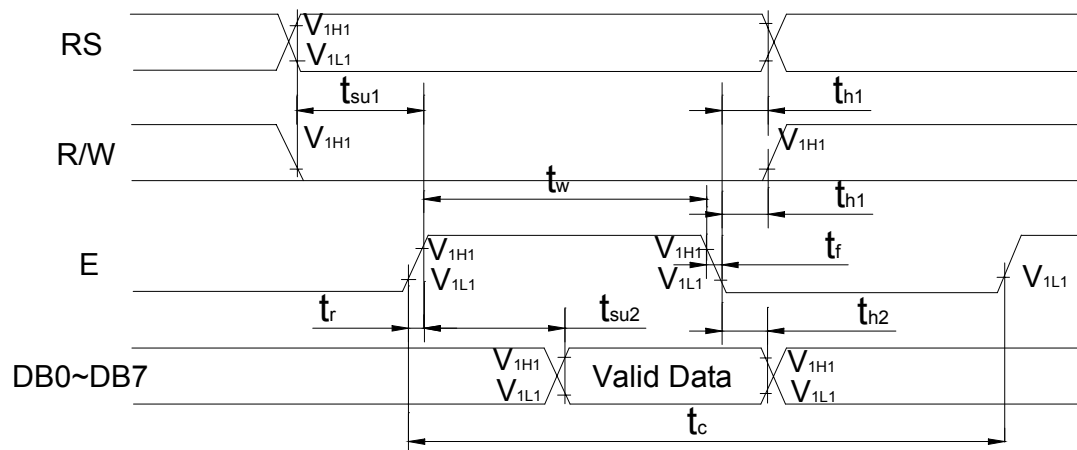 RS
V1H1
V1L1
tsu1
th1
R/W
V1H1
V1H1
tw
th1
E
V1H1
V1L1
V1H1
V1L1
tf
V1L1
tr
tsu2
th2
DB0~DB7
V1H1
V1L1
Valid Data
V1H1
V1L1
tc